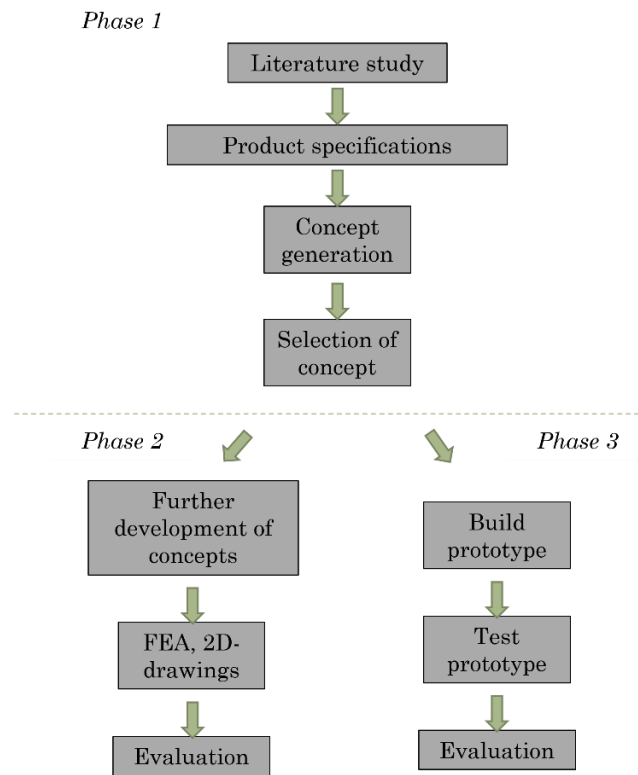 Phase 1
Literature study
Product specifications
Concept
generation
Selection of
concept
Phase 2
Phase 3
Further
development of
concepts
FEA, 2D-
drawings
Evaluation
Build
prototype
Test
prototype
Evaluation